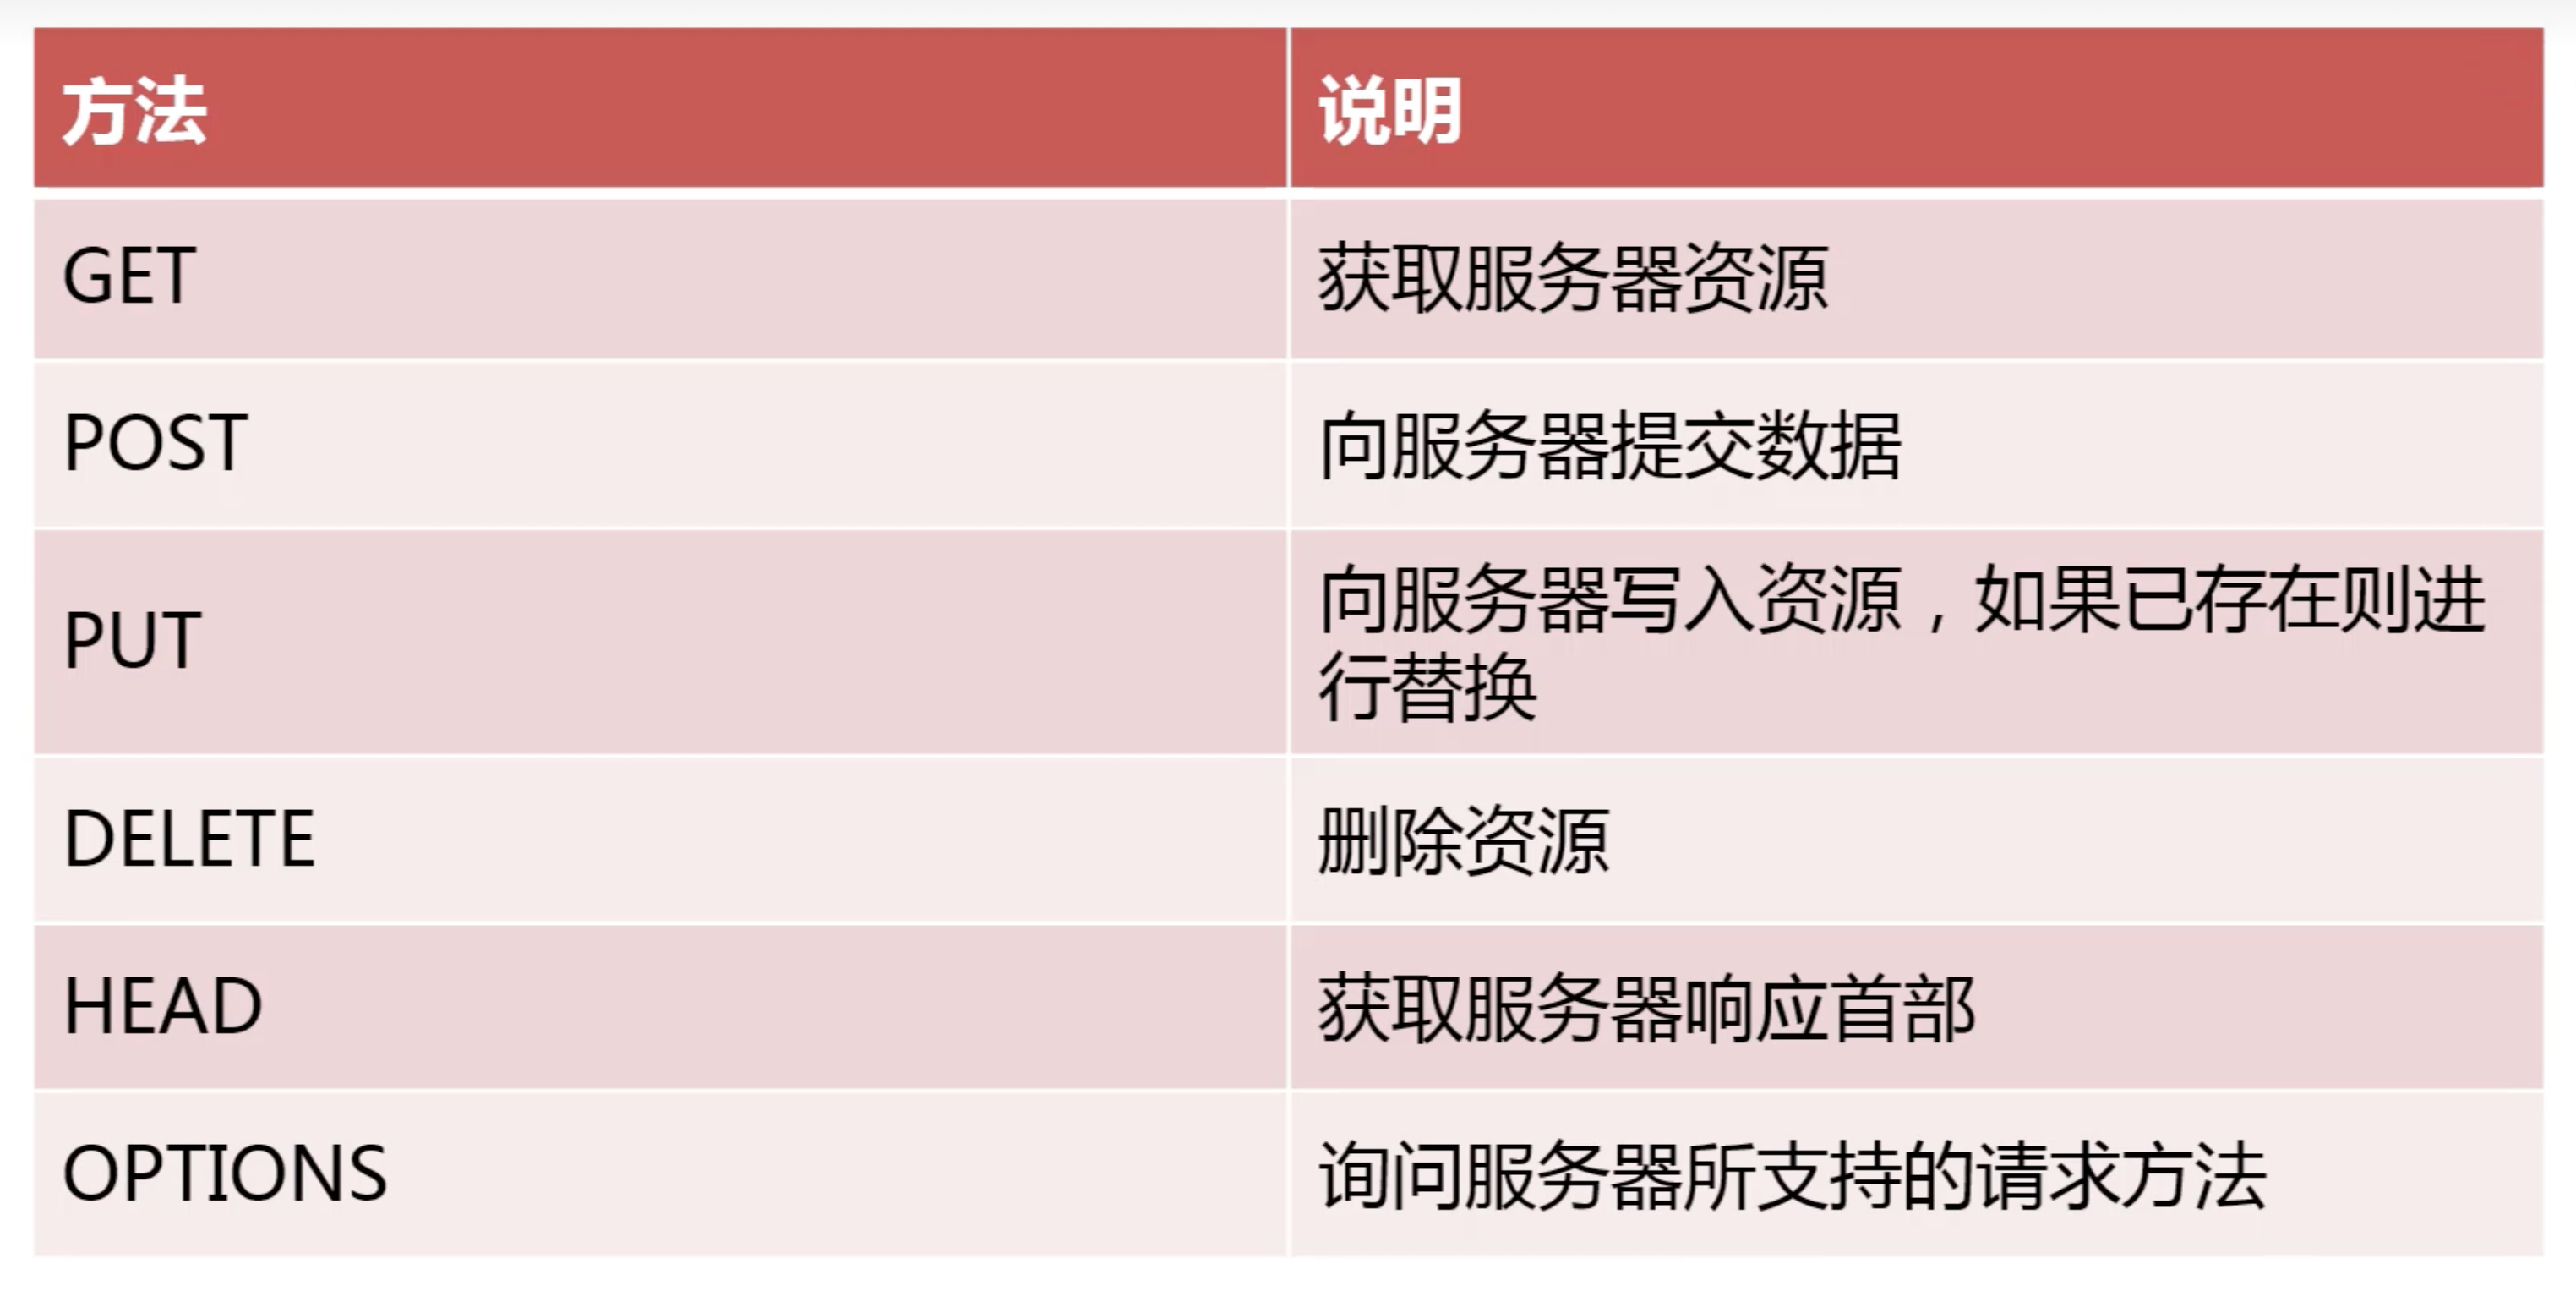 方法 说明
GET 获取服务器资源
POST 向服务器提交数据
PUT 向服务器写入资源，如果已存在则进
行替换
DELETE 删除资源
HEAD 获取服务器响应首部
OPTIONS 询问服务器所支持的请求方法